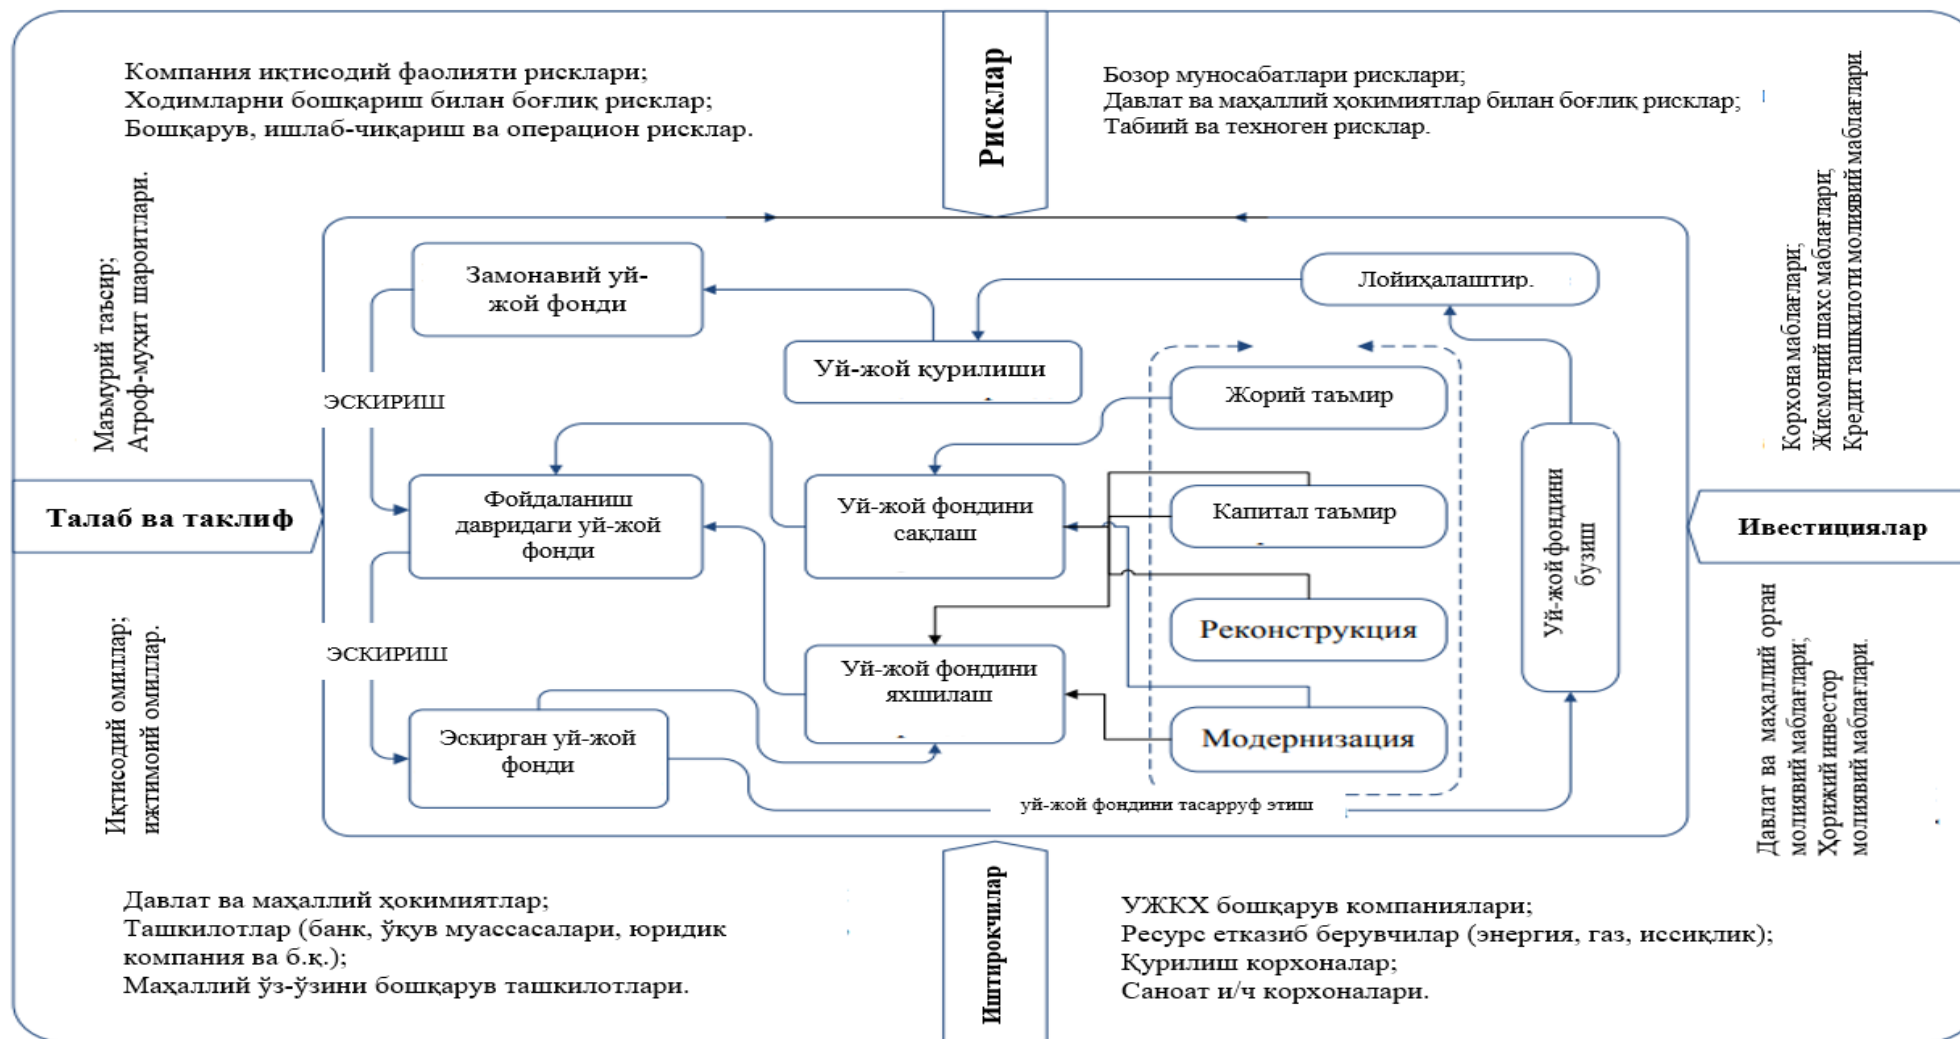 Рисклар
Компания иқтисодий фаолияти рисклари;
Ходимларни бошқариш билан боғлиқ рисклар;
Бошқарув, ишлаб-чиқариш ва операцион рисклар.
Бозор муносабатлари рисклари;
Давлат ва маҳаллий ҳокимиятлар билан боғлиқ рисклар;
Табиий ва техноген рисклар.
Маъмурий таъсир;
Атроф-муҳит шароитлари.
Талаб ва таклиф
Иқтисодий омиллар;
ижтимоий омиллар.
Замонавий уй-
жой фонди
Лойиҳалаштир.
Уй-жой қурилиши
ЭСКИРИШ
Жорий таъмир
Фойдаланиш
давридаги уй-жой
фонди
Уй-жой фондини
сақлаш
Капитал таъмир
Уй-жой фондини
бузиш
ЭСКИРИШ
Реконструкция
Уй-жой фондини
яхшилаш
Эскирган уй-жой
фонди
Модернизация
уй-жой фондини тасарруф этиш
Корхона маблағлари;
Жисмоний шахс маблағлари;
Кредит ташкилоти молиявий маблағлари.
Ивестициялар
Давлат ва маҳаллий орган
молиявий маблағлари;
Ҳорижий инвестор
молиявий маблағлари.
Иштирокчилар
Давлат ва маҳаллий ҳокимиятлар;
Ташкилотлар (банк, ўқув муассасалари, юридик
компания ва б.қ.);
Маҳаллий ўз-ўзини бошқарув ташкилотлари.
УЖКХ бошқарув компаниялари;
Ресурс етказиб берувчилар (энергия, газ, иссиқлик);
Қурилиш корхоналар;
Саноат и/ч корхоналари.